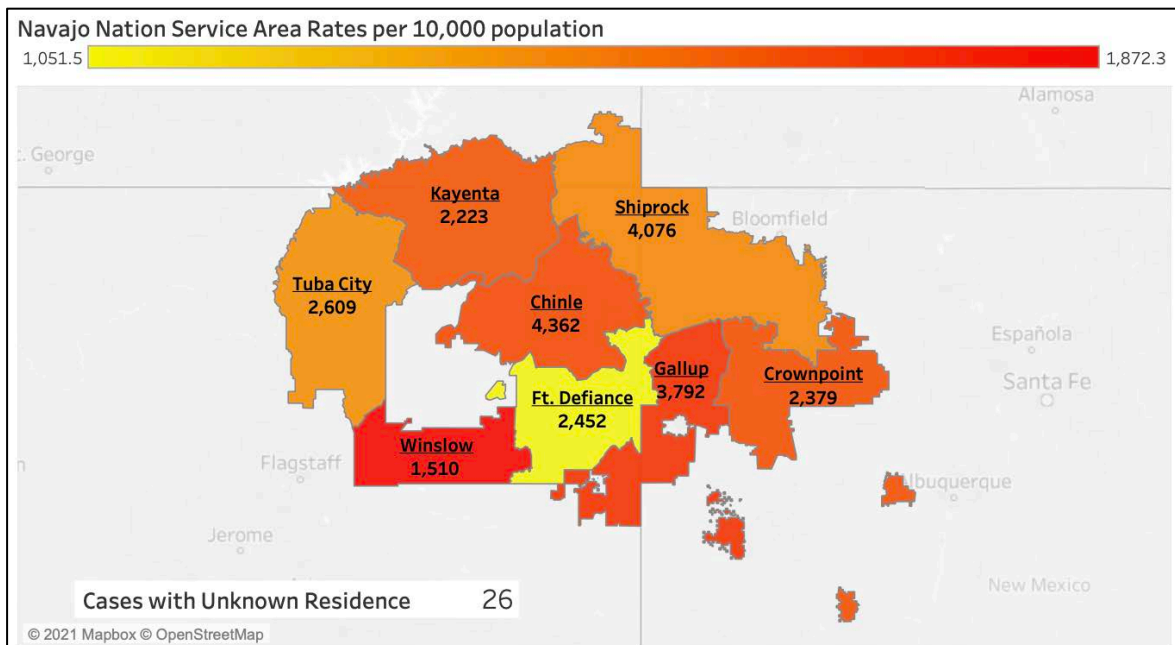 Navajo Nation Service Area Rates per 10,000 population
1,051.5
1,872.3
Alamosa
t. George
Kayenta
2,223
Shiprock
4,076
Bloomfield
Tuba City
2,609
Chinle
4,362
Española
Gallup
3,792
Crownpoint
2,379
Santa Fe
Ft. Defiance
2,452
Winslow
1,510
Flagstaff
lbuquerque
Jerome
New Mexico
Cases with Unknown Residence 26
© 2021 Mapbox © OpenStreetMap